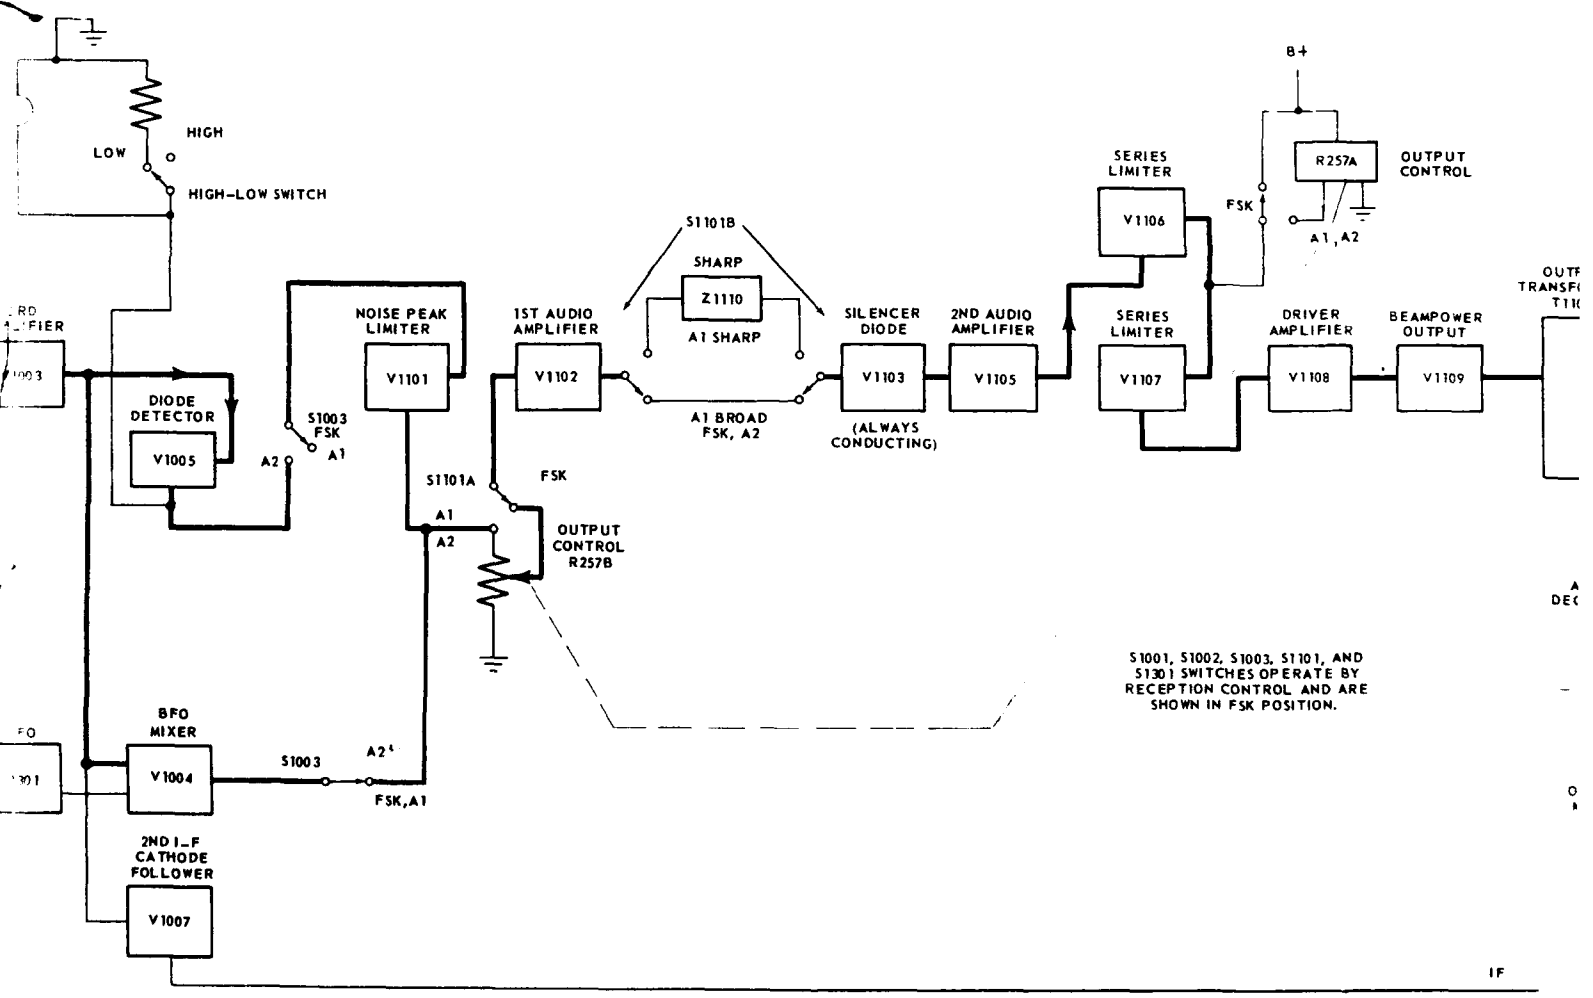 B+
HIGH
LOW
HIGH-LOW SWITCH
SERIES
LIMITER
V1106
R257A
OUTPUT
CONTROL
FSK
A1, A2
S1101B
SHARP
Z1110
A1 SHARP
NOISE PEAK
LIMITER
V1101
1ST AUDIO
AMPLIFIER
V1102
SILENCER
DIODE
V1103
(ALWAYS
CONDUCTING)
2ND AUDIO
AMPLIFIER
V1105
SERIES
LIMITER
V1107
DRIVER
AMPLIFIER
V1108
BEAMPOWER
OUTPUT
V1109
A1 BROAD
FSK, A2
RD
DIODE
DETECTOR
V1005
S1003
FSK
A1
A2
S1101A
FSK
A1
A2
OUTPUT
CONTROL
R257B
S1001, S1002, S1003, S1101, AND
S1301 SWITCHES OPERATE BY
RECEPTION CONTROL AND ARE
SHOWN IN FSK POSITION.
BFO
MIXER
V1004
S1003
A2
FSK, A1
2ND I-F
CATHODE
FOLLOWER
V1007
IF